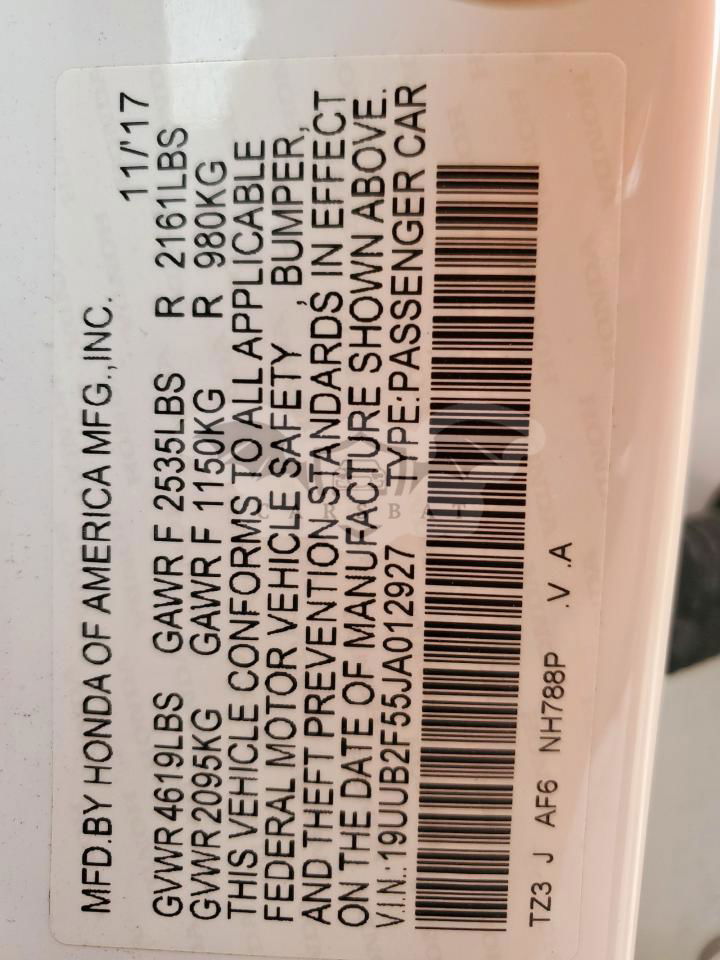 MFD.BY HONDA OF AMERICA MFG.,INC. 11/'17
GVWR 4619LBS GAWR F 2535LBS R 2161LBS
GVWR 2095KG GAWR F 1150KG R 980KG
THIS VEHICLE CONFORMS TO ALL APPLICABLE
FEDERAL MOTOR VEHICLE SAFETY, BUMPER,
AND THEFT PREVENTION STANDARDS, IN EFFECT
ON THE DATE OF MANUFACTURE SHOWN ABOVE.
V.I.N.:19UUB2F55JA012927 TYPE:PASSENGER CAR
TZ3 J AF6 NH788P .V .A
CARSBAT